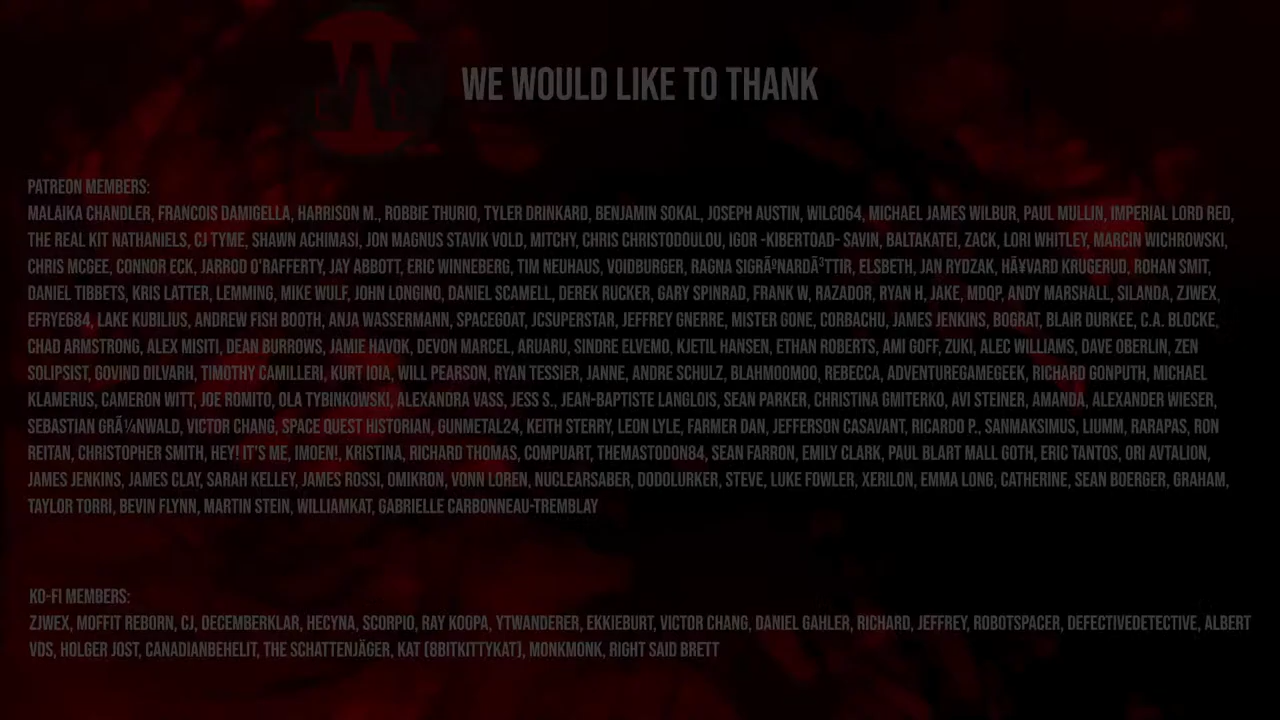 WE WOULD LIKE TO THANK
PATREON MEMBERS:
MALAIKA CHANDLER, FRANCOIS DAMIGELLA, HARRISON M., ROBBIE THURIO, TYLER DRINKARD, BENJAMIN SOKAL, JOSEPH AUSTIN, WILCO64, MICHAEL JAMES WILBUR, PAUL MULLIN, IMPERIAL LORD RED,
THE REAL KIT NATHANIELS, CJ TYME, SHAWN ACHIMASI, JON MAGNUS STAVIK VOLD, MITCHY, CHRIS CHRISTODOULOU, IGOR -KIBERTOAD- SAVIN, BALTAKATEI, ZACK, LORI WHITLEY, MARCIN WICHROWSKI,
CHRIS MCGEE, CONNOR ECK, JARROD O'RAFFERTY, JAY ABBOTT, ERIC WINNEBERG, TIM NEUHAUS, VOIDBURGER, RAGNA SIGRÃºNARDÃ³TTIR, ELSBETH, JAN RYDZAK, HÃ¥VARD KRUGERUD, ROHAN SMIT,
DANIEL TIBBETS, KRIS LATTER, LEMMING, MIKE WULF, JOHN LONGINO, DANIEL SCAMELL, DEREK RUCKER, GARY SPINRAD, FRANK W, RAZADOR, RYAN H, JAKE, MDQP, ANDY MARSHALL, SILANDA, ZJWEX,
EFRYE684, LAKE KUBILIUS, ANDREW FISH BOOTH, ANJA WASSERMANN, SPACEGOAT, JCSUPERSTAR, JEFFREY GNERRE, MISTER GONE, CORBACHU, JAMES JENKINS, BOGRAT, BLAIR DURKEE, C.A. BLOCKE,
CHAD ARMSTRONG, ALEX MISITI, DEAN BURROWS, JAMIE HAVOK, DEVON MARCEL, ARUARU, SINDRE ELVEMO, KJETIL HANSEN, ETHAN ROBERTS, AMI GOFF, ZUKI, ALEC WILLIAMS, DAVE OBERLIN, ZEN
SOLIPSIST, GOVIND DILVARH, TIMOTHY CAMILLERI, KURT IOIA, WILL PEARSON, RYAN TESSIER, JANNE, ANDRE SCHULZ, BLAHMOOMOO, REBECCA, ADVENTUREGAMEGEEK, RICHARD GONPUTH, MICHAEL
KLAMERUS, CAMERON WITT, JOE ROMITO, OLA TYBINKOWSKI, ALEXANDRA VASS, JESS S., JEAN-BAPTISTE LANGLOIS, SEAN PARKER, CHRISTINA GMITERKO, AVI STEINER, AMANDA, ALEXANDER WIESER,
SEBASTIAN GRÃ¼NWALD, VICTOR CHANG, SPACE QUEST HISTORIAN, GUNMETAL24, KEITH STERRY, LEON LYLE, FARMER DAN, JEFFERSON CASAVANT, RICARDO P., SANMAKSIMUS, LIUMM, RARAPAS, RON
REITAN, CHRISTOPHER SMITH, HEY! IT'S ME, IMOEN!, KRISTINA, RICHARD THOMAS, COMPUART, THEMASTODON84, SEAN FARRON, EMILY CLARK, PAUL BLART MALL GOTH, ERIC TANTOS, ORI AVTALION,
JAMES JENKINS, JAMES CLAY, SARAH KELLEY, JAMES ROSSI, OMIKRON, VONN LOREN, NUCLEARSABER, DODOLURKER, STEVE, LUKE FOWLER, XERILON, EMMA LONG, CATHERINE, SEAN BOERGER, GRAHAM,
TAYLOR TORRI, BEVIN FLYNN, MARTIN STEIN, WILLIAMKAT, GABRIELLE CARBONNEAU-TREMBLAY
KO-FI MEMBERS:
ZJWEX, MOFFIT REBORN, CJ, DECEMBERKLAR, HECYNA, SCORPIO, RAY KOOPA, YTWANDERER, EKKIEBURT, VICTOR CHANG, DANIEL GAHLER, RICHARD, JEFFREY, ROBOTSPACER, DEFECTIVEDETECTIVE, ALBERT
VDS, HOLGER JOST, CANADIANBEHELIT, THE SCHATTENJÄGER, KAT (8BITKITTYKAT), MONKMONK, RIGHT SAID BRETT